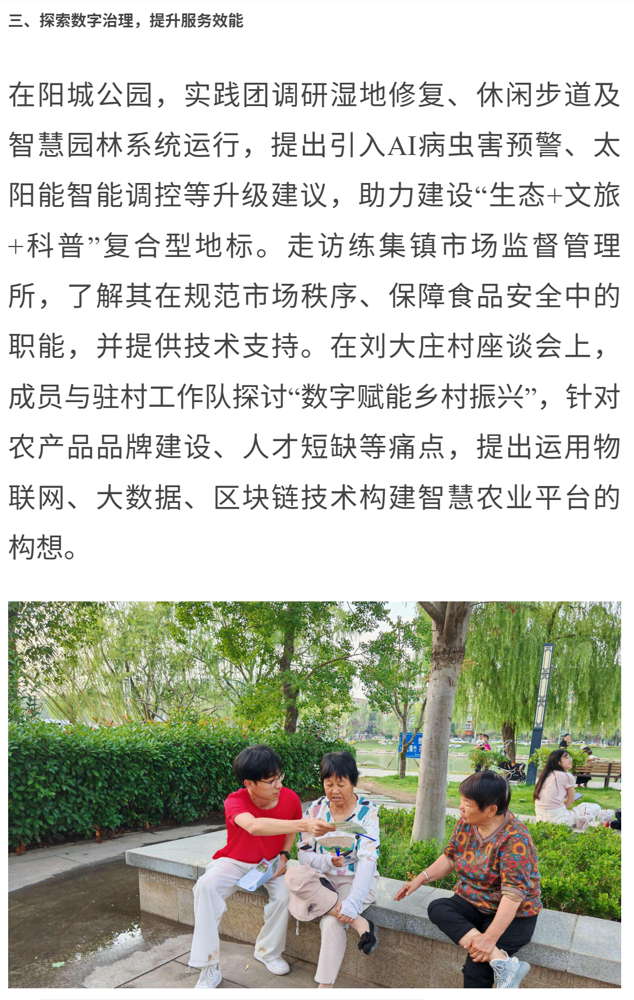 三、探索数字治理，提升服务效能
在阳城公园，实践团调研湿地修复、休闲步道及
智慧园林系统运行，提出引入AI病虫害预警、太
阳能智能调控等升级建议，助力建设“生态+文旅
+科普”复合型地标。走访练集镇市场监督管理
所，了解其在规范市场秩序、保障食品安全中的
职能，并提供技术支持。在刘大庄村座谈会上，
成员与驻村工作队探讨“数字赋能乡村振兴”，针对
农产品品牌建设、人才短缺等痛点，提出运用物
联网、大数据、区块链技术构建智慧农业平台的
构想。